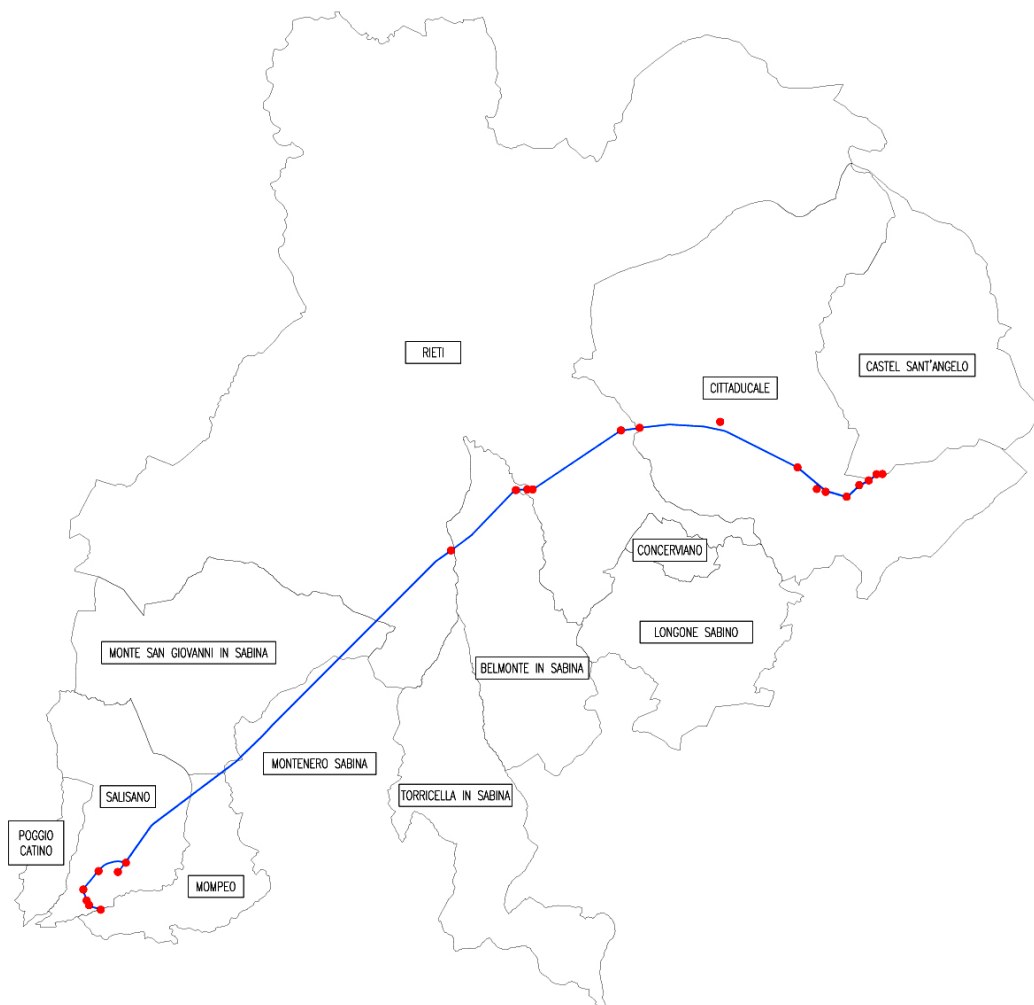 RIETI
CASTEL SANT'ANGELO
CITTADUCALE
CONCERVIANO
LONGONE SABINO
MONTE SAN GIOVANNI IN SABINA
BELMONTE IN SABINA
MONTENERO SABINA
SALISANO
TORRICELLA IN SABINA
POGGIO
CATINO
MOMPEO